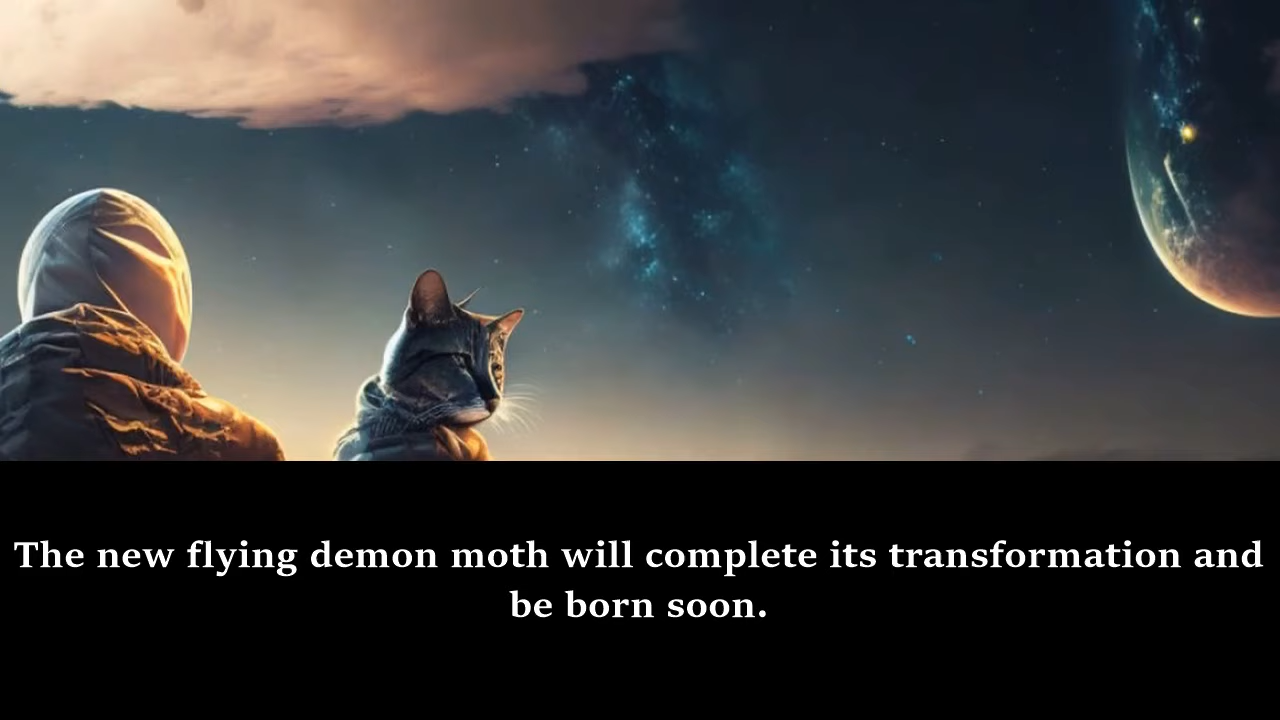 The new flying demon moth will complete its transformation and
be born soon.